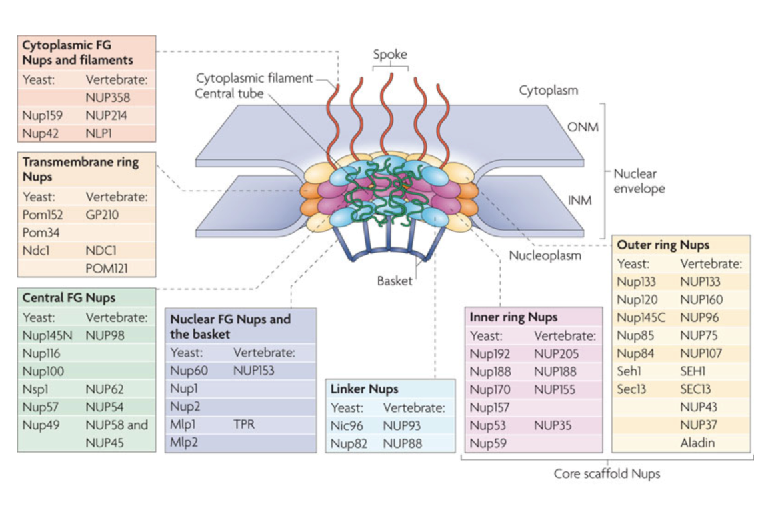 Cytoplasmic FG
Nups and filaments
Yeast: Vertebrate:
NUP358
Nup159 NUP214
Nup42 NLP1
Transmembrane ring
Nups
Yeast: Vertebrate:
Pom152 GP210
Pom34
Ndc1 NDC1
POM121
Central FG Nups
Yeast: Vertebrate:
Nup145N NUP98
Nup116
Nup100
Nsp1 NUP62
Nup57 NUP54
Nup49 NUP58 and
NUP45
Spoke
Cytoplasmic filament
Central tube
Cytoplasm
ONM
Nuclear
envelope
INM
Nucleoplasm
Basket
Nuclear FG Nups and
the basket
Yeast: Vertebrate:
Nup60 NUP153
Nup1
Nup2
Mlp1 TPR
Mlp2
Linker Nups
Yeast: Vertebrate:
Nic96 NUP93
Nup82 NUP88
Inner ring Nups
Yeast: Vertebrate:
Nup192 NUP205
Nup188 NUP188
Nup170 NUP155
Nup157
Nup53 NUP35
Nup59
Outer ring Nups
Yeast: Vertebrate:
Nup133 NUP133
Nup120 NUP160
Nup145C NUP96
Nup85 NUP75
Nup84 NUP107
Seh1 SEH1
Sec13 SEC13
NUP43
NUP37
Aladin
Core scaffold Nups